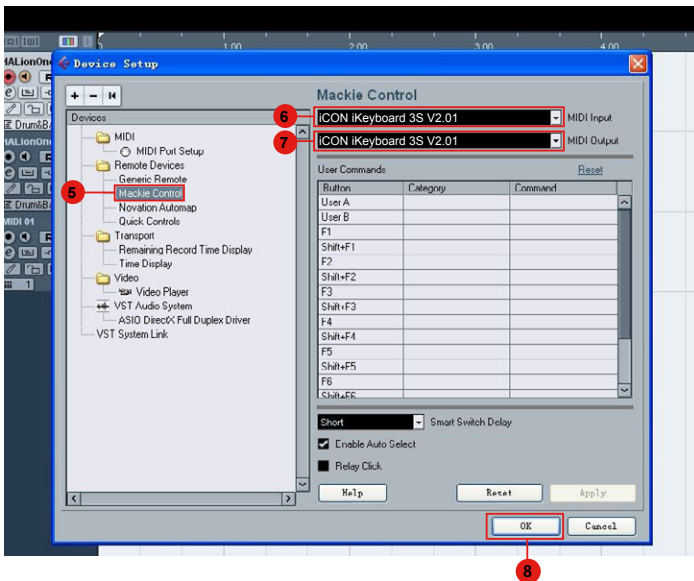 1.00 2.00 3.00 4.00
HALionOne
Device Setup
Mackie Control
Devices
6 iCON iKeyboard 3S V2.01 MIDI Input
7 iCON iKeyboard 3S V2.01 MIDI Output
MIDI
MIDI Port Setup
Remote Devices
Generic Remote
5 Mackie Control
Novation Automap
Quick Controls
Transport
Remaining Record Time Display
Time Display
Video
Video Player
VST Audio System
ASIO DirectX Full Duplex Driver
VST System Link
Drum&Ba
HALionOn
Drum&Ba
MIDI 01
1
User Commands Reset
Button Category Command
User A
User B
F1
Shift+F1
F2
Shift+F2
F3
Shift+F3
F4
Shift+F4
F5
Shift+F5
F6
Shift+F6
Short Smart Switch Delay
Enable Auto Select
Relay Click
Help Reset Apply
OK Cancel
8